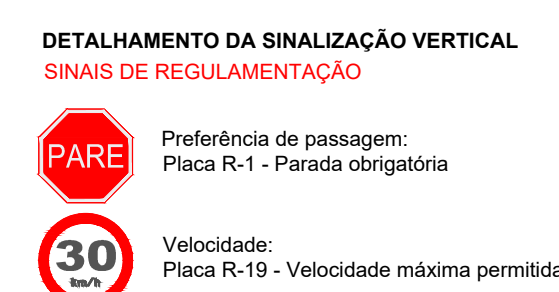 DETALHAMENTO DA SINALIZAÇÃO VERTICAL
SINAIS DE REGULAMENTAÇÃO
PARE
Preferência de passagem:
Placa R-1 - Parada obrigatória
30
km/h
Velocidade:
Placa R-19 - Velocidade máxima permitida